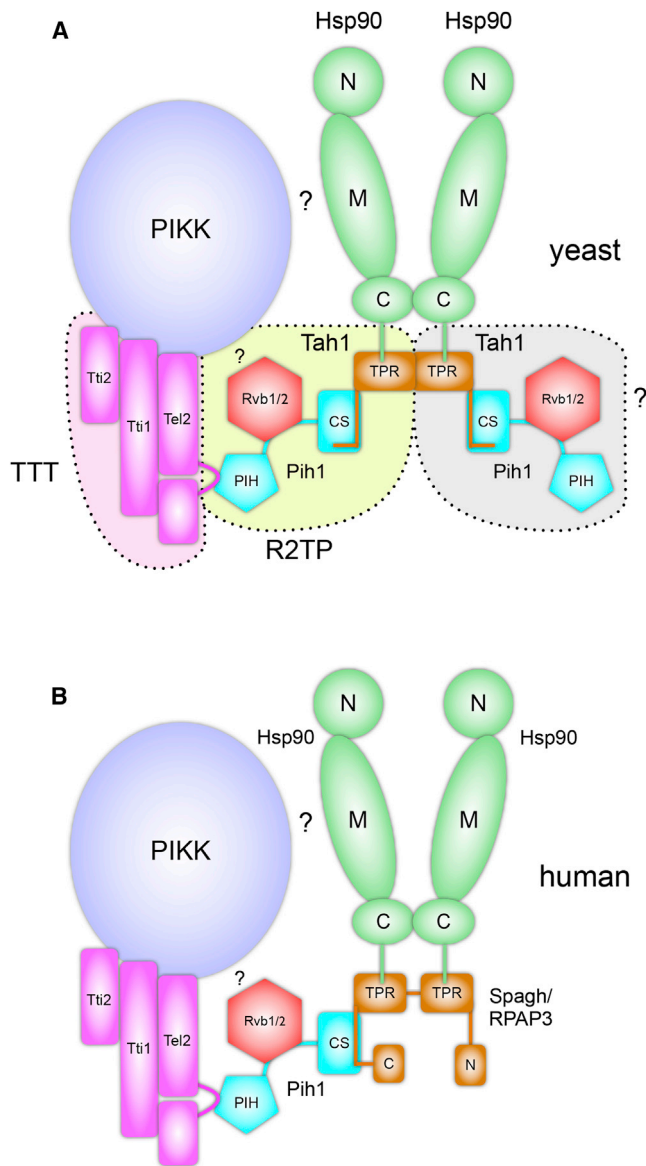 A
Hsp90 Hsp90
N N
PIKK ? M M
yeast
C C
Tah1 Tah1
Tti2 ? TPR TPR
Tti1 Tel2 Rvb1/2 CS CS Rvb1/2 ?
TTT PIH Pih1 Pih1 PIH
R2TP
B
N N
Hsp90 Hsp90
PIKK ? M M
human
C C
Tti2 ? TPR TPR Spagh/
RPAP3
Tti1 Tel2 Rvb1/2 CS C N
PIH Pih1